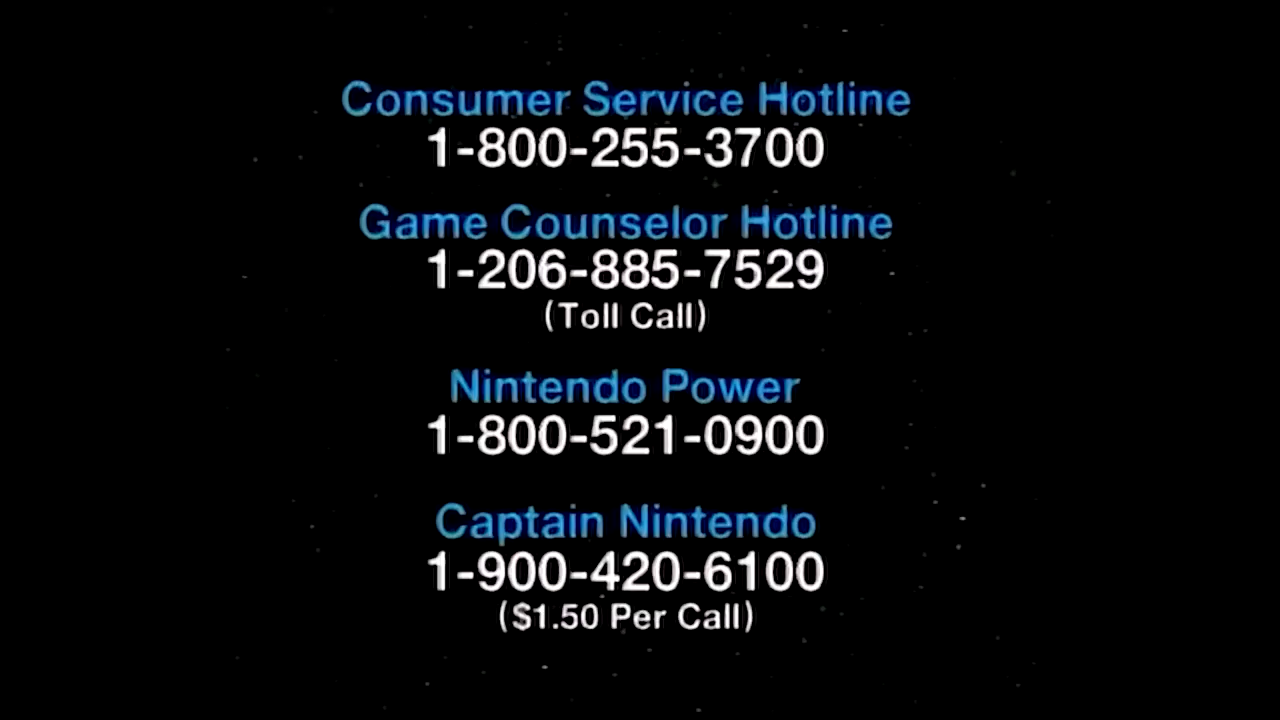 Consumer Service Hotline
1-800-255-3700
Game Counselor Hotline
1-206-885-7529
(Toll Call)
Nintendo Power
1-800-521-0900
Captain Nintendo
1-900-420-6100
($1.50 Per Call)